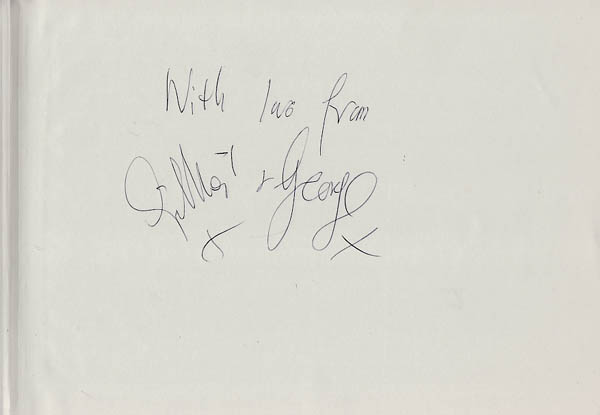 With love from
Gilbert + George
x x